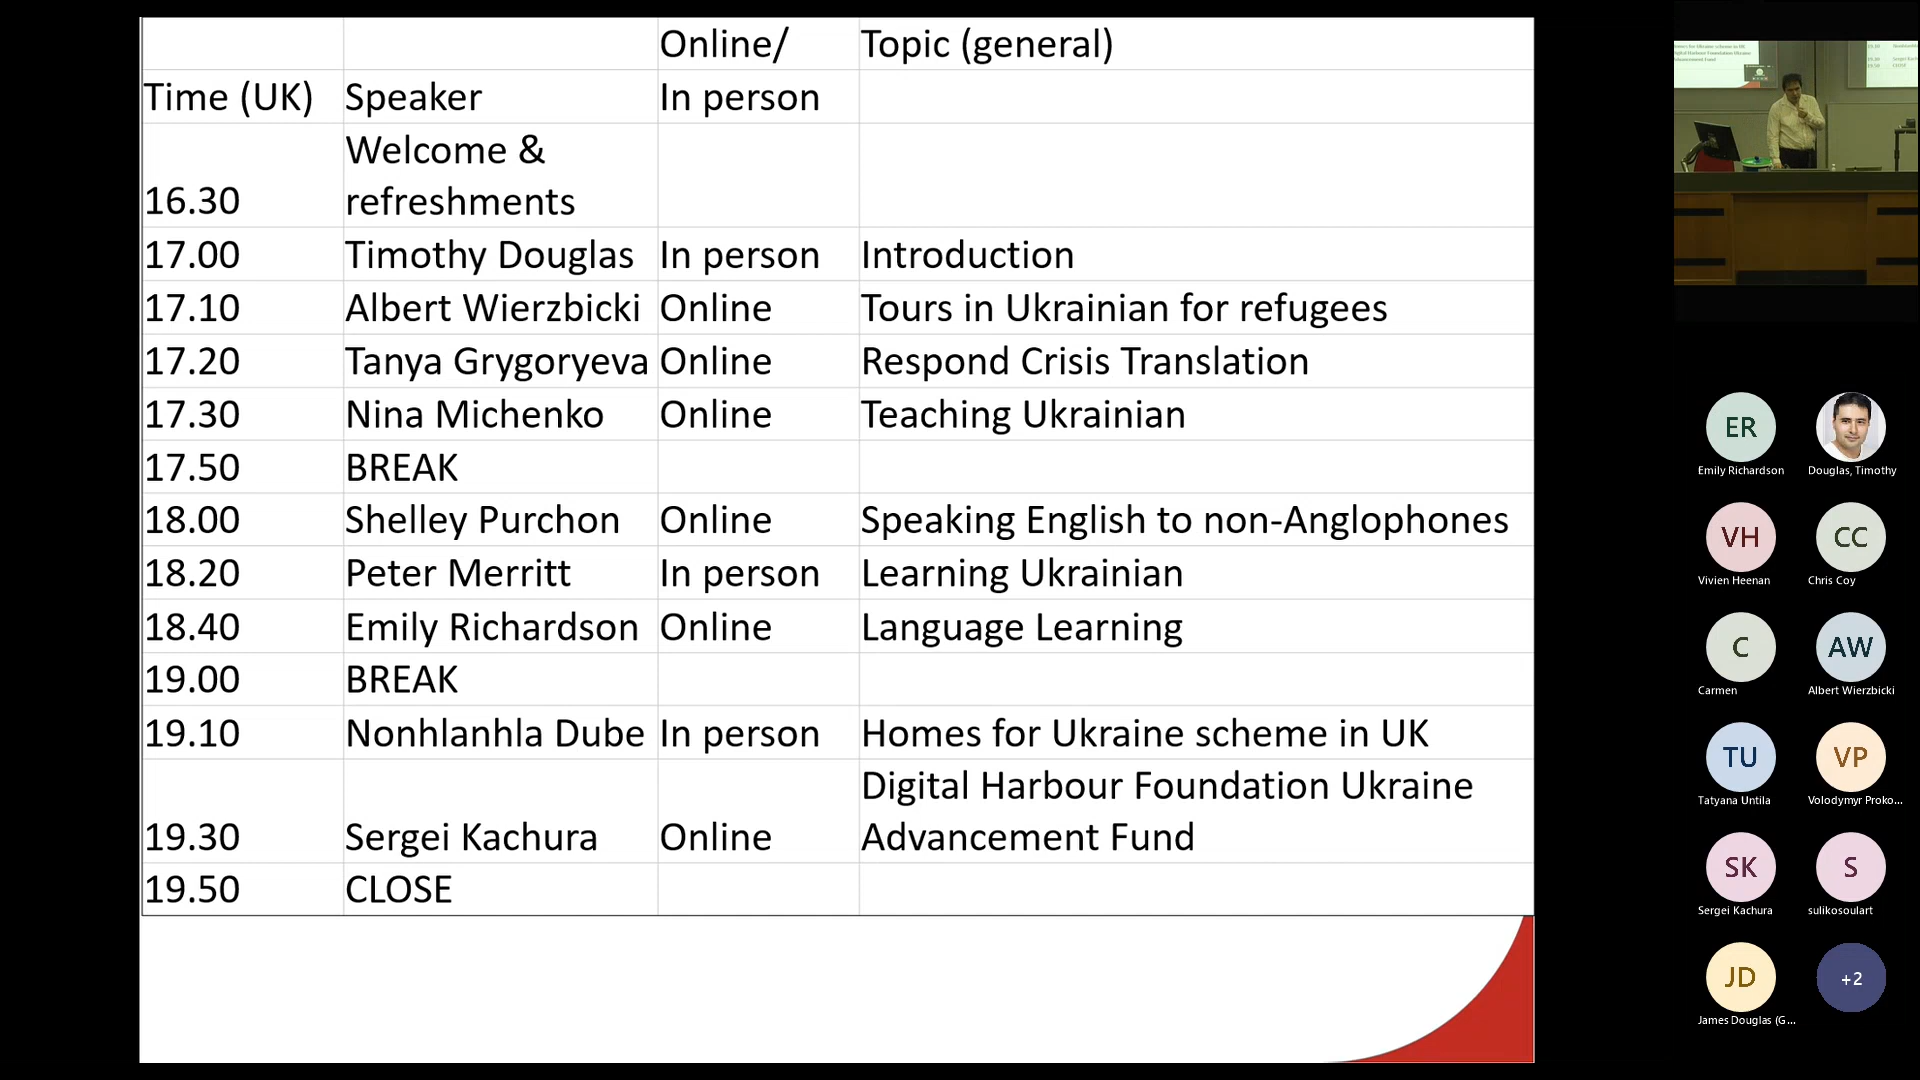 Online/ Topic (general)
Time (UK) Speaker In person
Welcome &
16.30 refreshments
17.00 Timothy Douglas In person Introduction
17.10 Albert Wierzbicki Online Tours in Ukrainian for refugees
17.20 Tanya Grygoryeva Online Respond Crisis Translation
17.30 Nina Michenko Online Teaching Ukrainian
17.50 BREAK
18.00 Shelley Purchon Online Speaking English to non-Anglophones
18.20 Peter Merritt In person Learning Ukrainian
18.40 Emily Richardson Online Language Learning
19.00 BREAK
19.10 Nonhlanhla Dube In person Homes for Ukraine scheme in UK
Digital Harbour Foundation Ukraine
19.30 Sergei Kachura Online Advancement Fund
19.50 CLOSE
ER
Emily Richardson Douglas, Timothy
VH CC
Vivien Heenan Chris Coy
C AW
Carmen Albert Wierzbicki
TU VP
Tatyana Untila Volodymyr Proko...
SK S
Sergei Kachura sulikosoulart
JD +2
James Douglas (G...